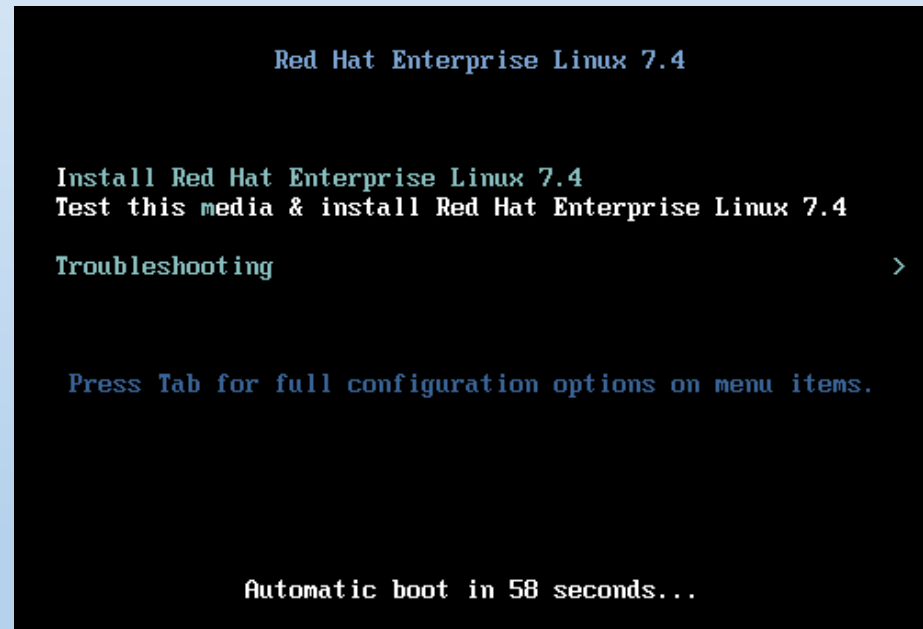 Red Hat Enterprise Linux 7.4
Install Red Hat Enterprise Linux 7.4
Test this media & install Red Hat Enterprise Linux 7.4
Troubleshooting >
Press Tab for full configuration options on menu items.
Automatic boot in 58 seconds...